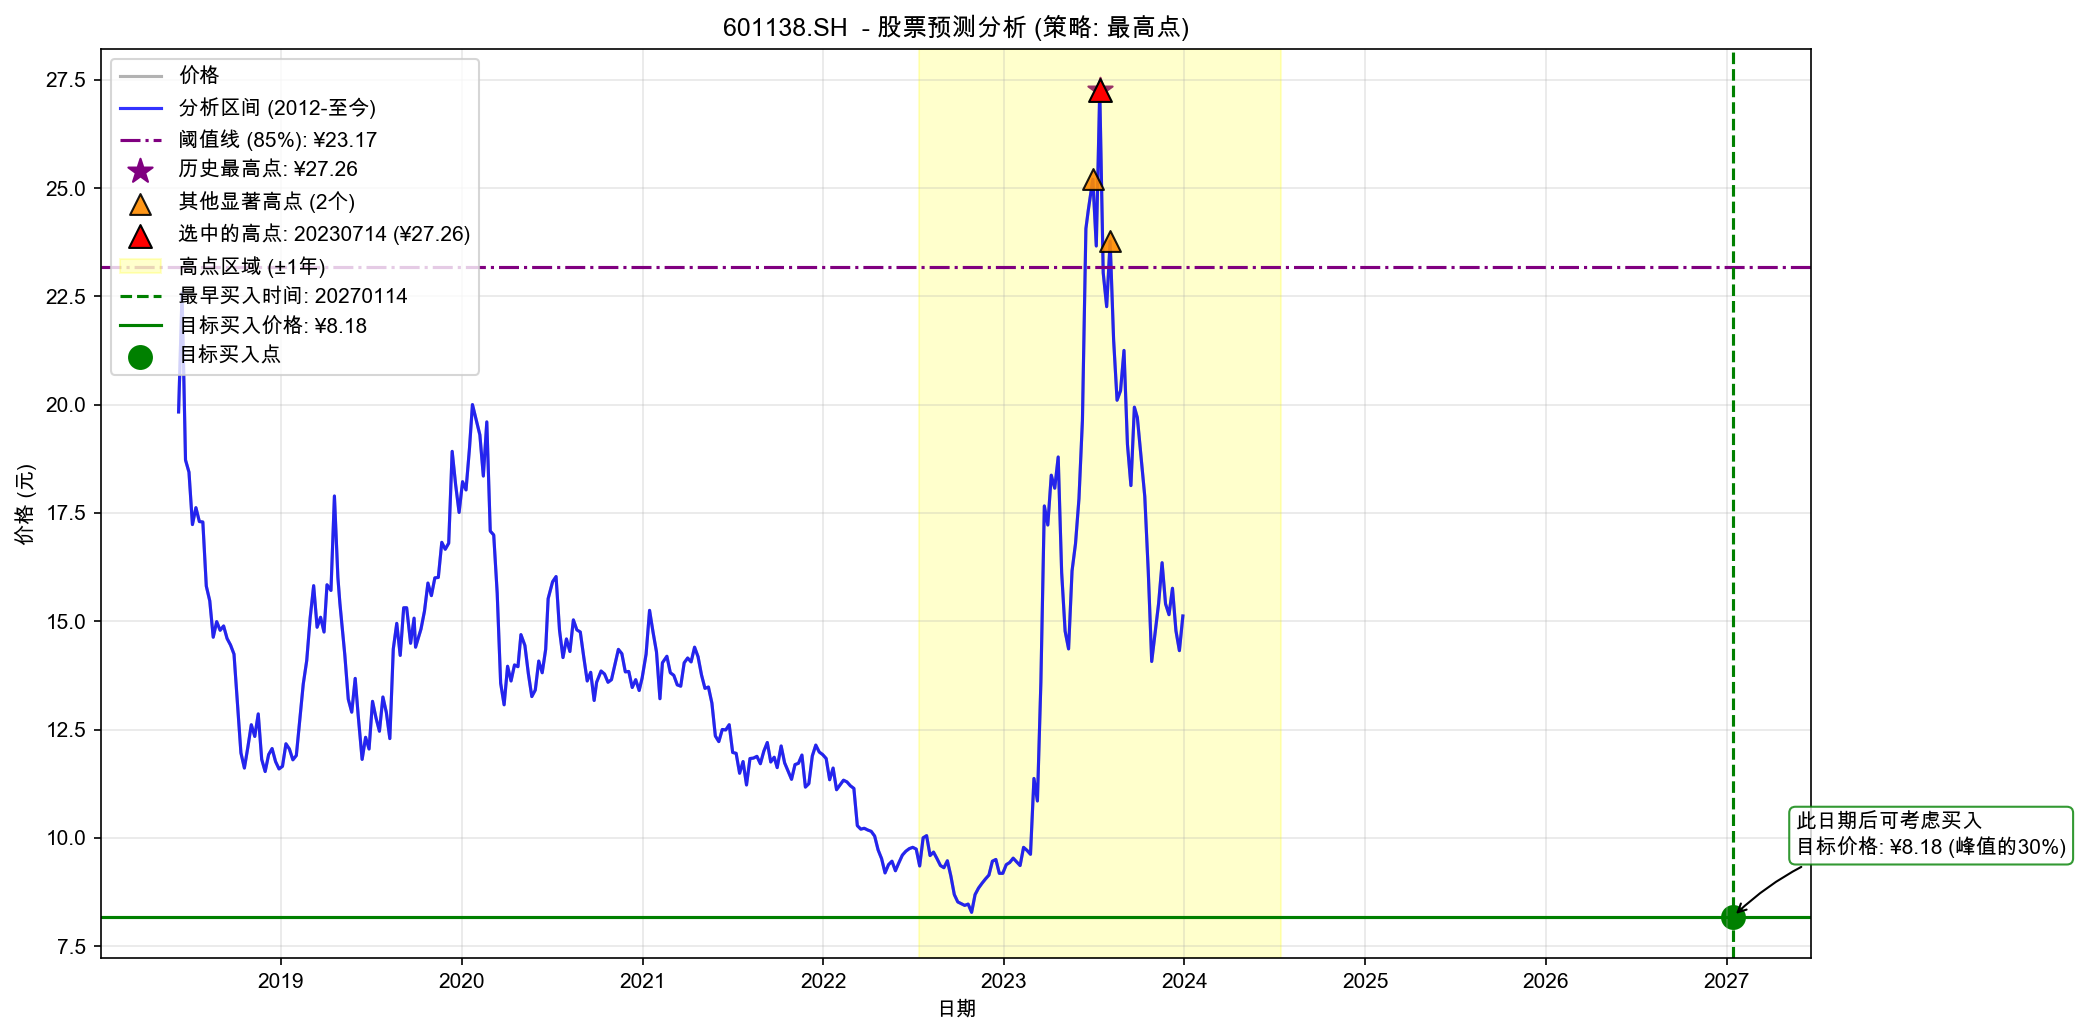 601138.SH - 股票预测分析 (策略: 最高点)
价格
分析区间 (2012-至今)
阈值线 (85%): ¥23.17
历史最高点: ¥27.26
其他显著高点 (2个)
选中的高点: 20230714 (¥27.26)
高点区域 (±1年)
最早买入时间: 20270114
目标买入价格: ¥8.18
目标买入点
27.5
25.0
22.5
20.0
17.5
15.0
12.5
10.0
7.5
价格 (元)
此日期后可考虑买入
目标价格: ¥8.18 (峰值的30%)
2019
2020
2021
2022
2023
2024
2025
2026
2027
日期